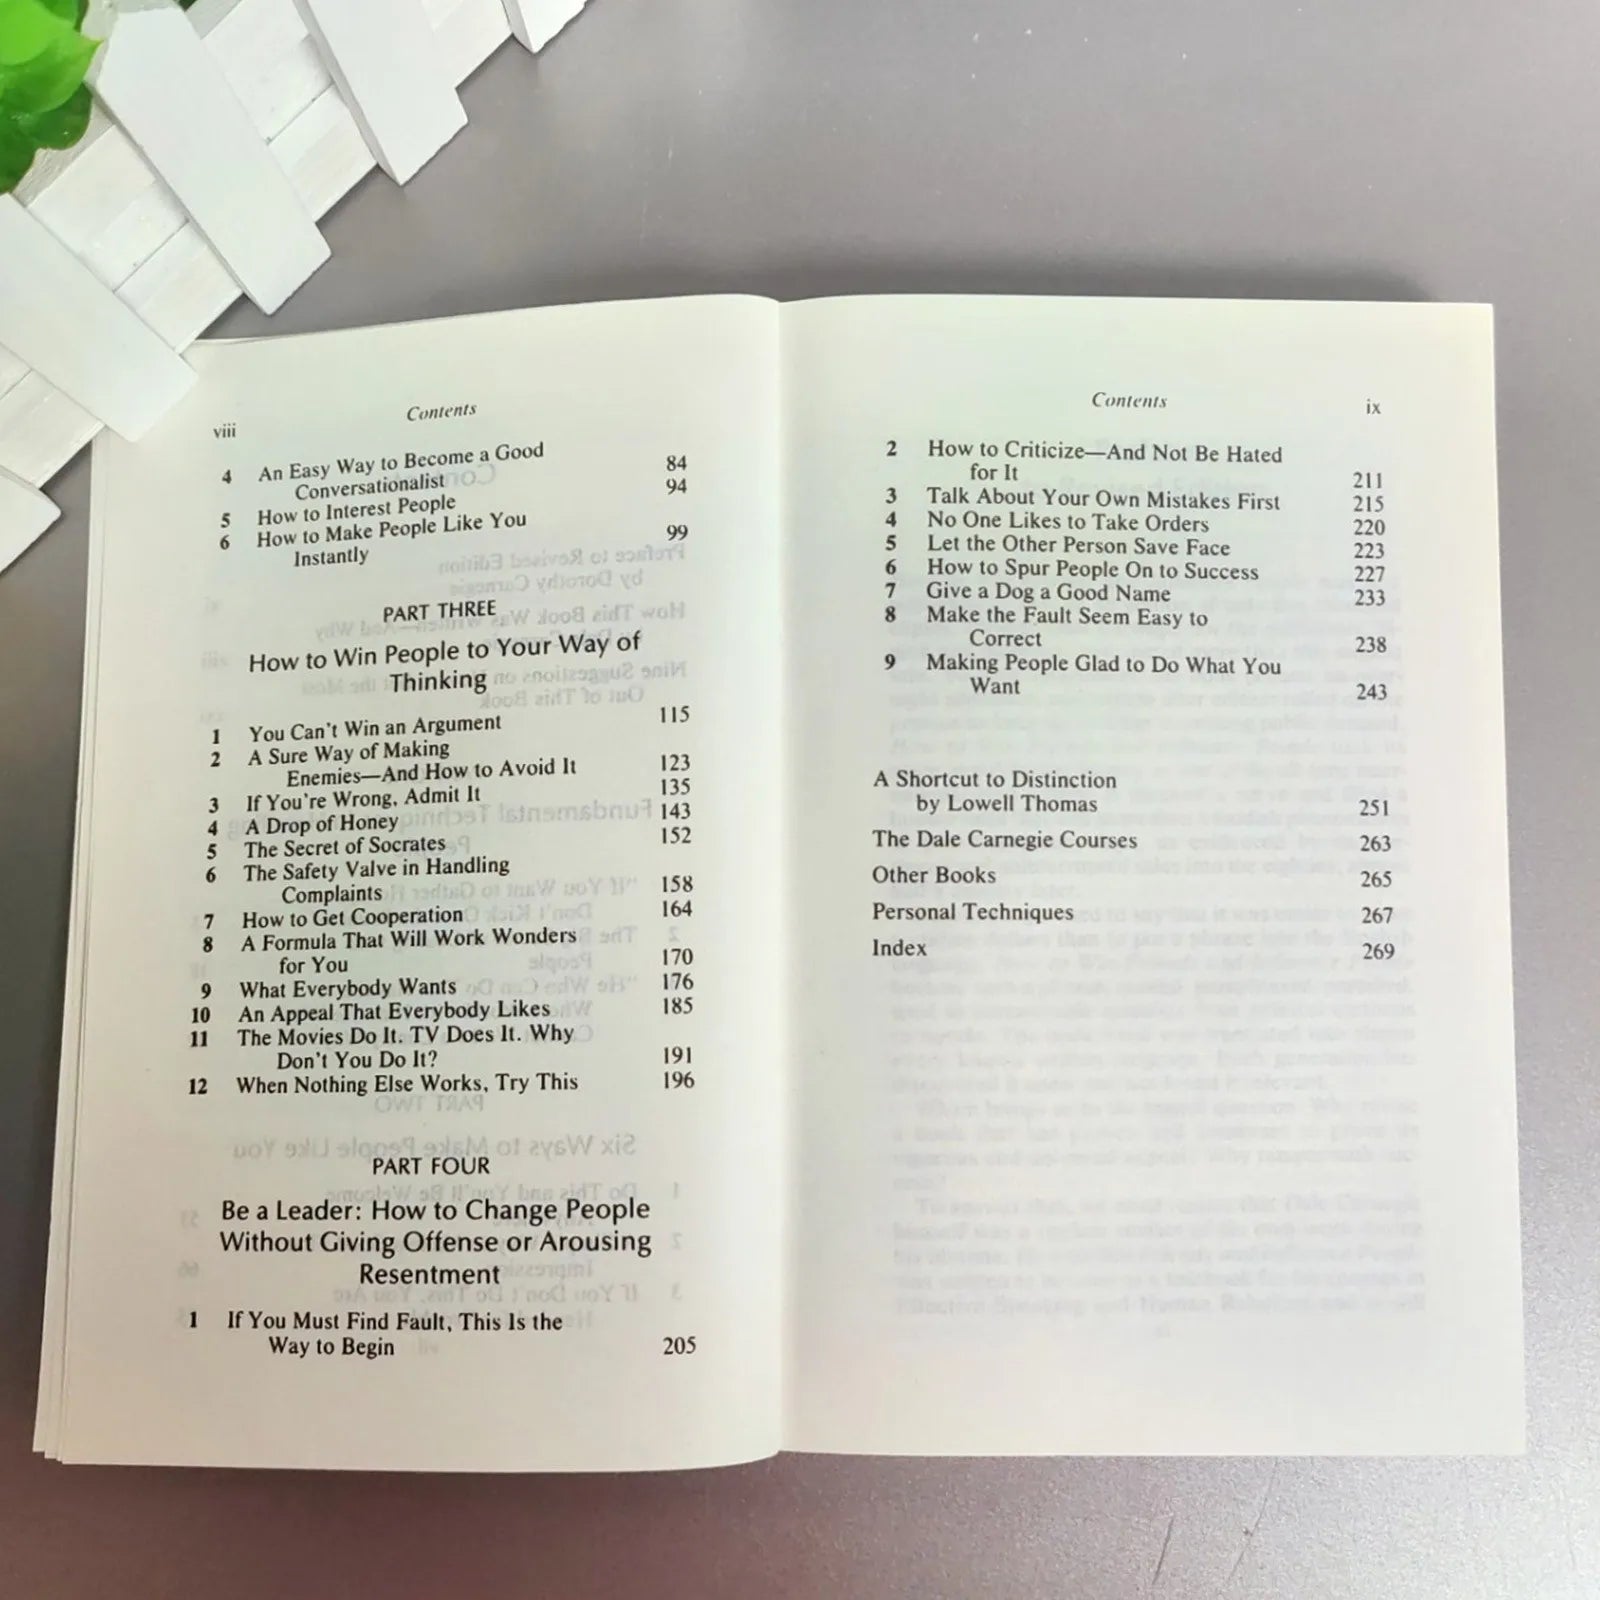 viii
Contents
4 An Easy Way to Become a Good
Conversationalist 84
5 How to Interest People 94
6 How to Make People Like You
Instantly 99
PART THREE
How to Win People to Your Way of
Thinking
1 You Can't Win an Argument 115
2 A Sure Way of Making
Enemies—And How to Avoid It 123
3 If You're Wrong, Admit It 135
4 A Drop of Honey 143
5 The Secret of Socrates 152
6 The Safety Valve in Handling
Complaints 158
7 How to Get Cooperation 164
8 A Formula That Will Work Wonders
for You 170
9 What Everybody Wants 176
10 An Appeal That Everybody Likes 185
11 The Movies Do It. TV Does It. Why
Don't You Do It? 191
12 When Nothing Else Works, Try This 196
PART FOUR
Be a Leader: How to Change People
Without Giving Offense or Arousing
Resentment
1 If You Must Find Fault, This Is the
Way to Begin 205
Contents
ix
2 How to Criticize—And Not Be Hated
for It 211
3 Talk About Your Own Mistakes First 215
4 No One Likes to Take Orders 220
5 Let the Other Person Save Face 223
6 How to Spur People On to Success 227
7 Give a Dog a Good Name 233
8 Make the Fault Seem Easy to
Correct 238
9 Making People Glad to Do What You
Want 243
A Shortcut to Distinction
by Lowell Thomas 251
The Dale Carnegie Courses 263
Other Books 265
Personal Techniques 267
Index 269